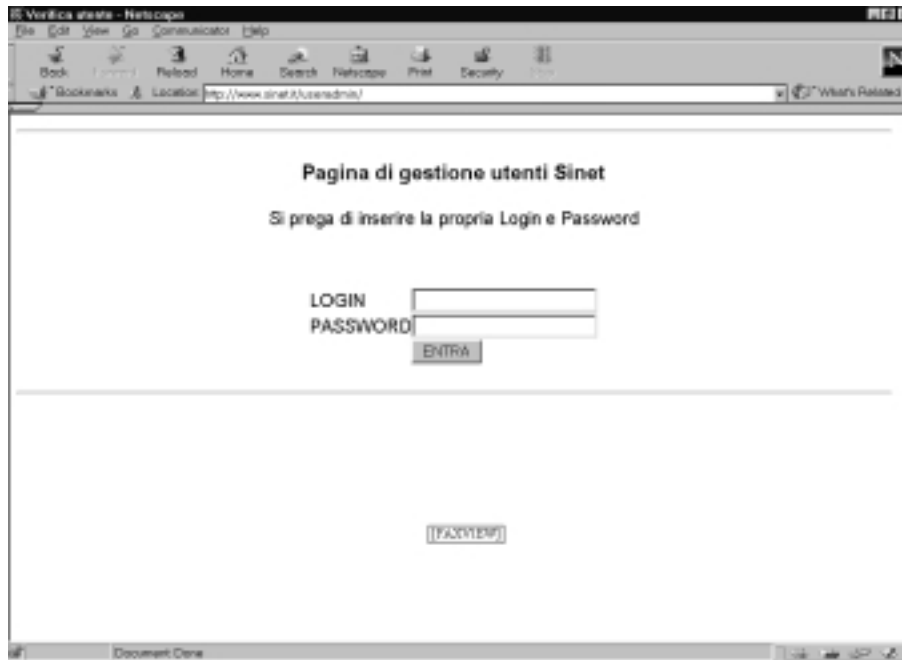 Verifica utente - Netscape
File Edit View Go Communicator Help
Back Forward Reload Home Search Netscape Print Security
Bookmarks Location: http://www.sinet.it/useradmin/ What's Related
Pagina di gestione utenti Sinet
Si prega di inserire la propria Login e Password
LOGIN
PASSWORD
ENTRA
[FAXVIEW]
Document: Done